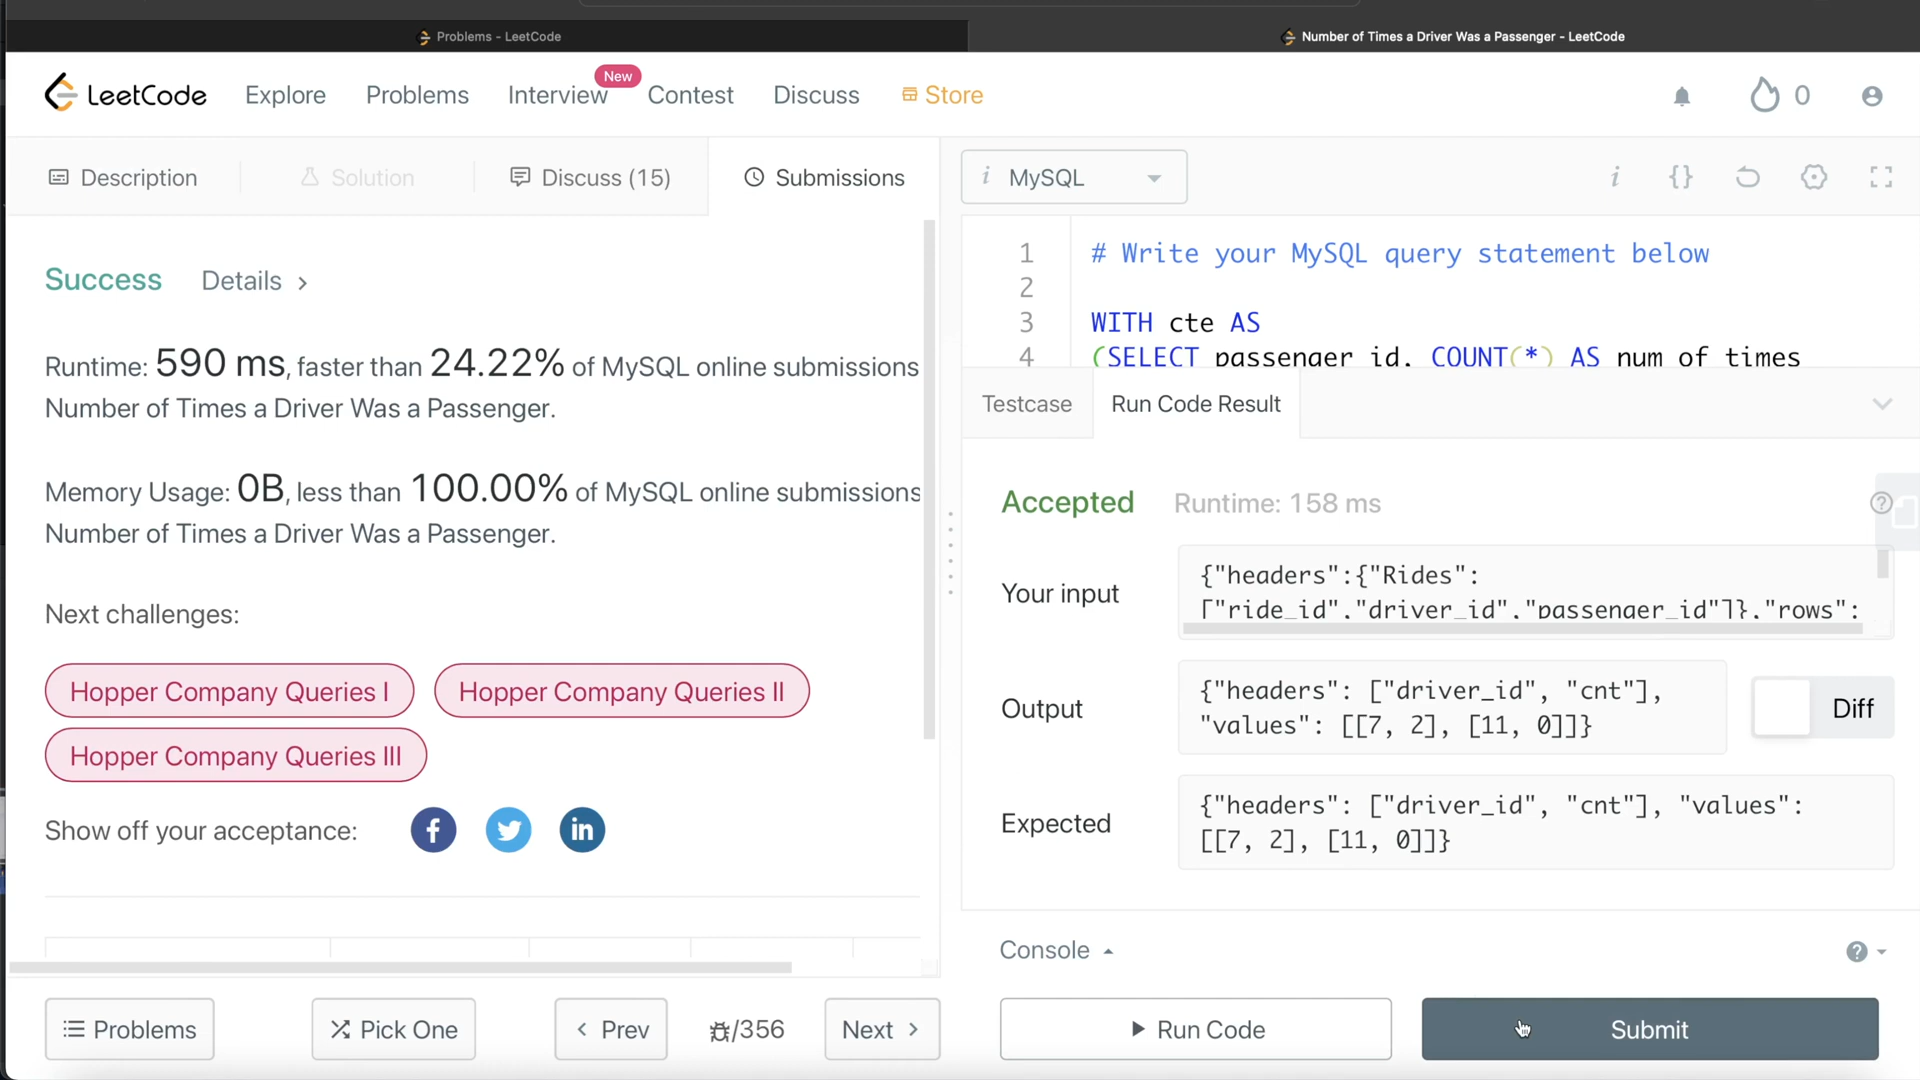 Problems - LeetCode
Number of Times a Driver Was a Passenger - LeetCode
LeetCode
Explore
Problems
Interview
New
Contest
Discuss
Store
0
Description
Solution
Discuss (15)
Submissions
i MySQL
i {}
Success Details >
Runtime: 590 ms, faster than 24.22% of MySQL online submissions
Number of Times a Driver Was a Passenger.
Memory Usage: 0B, less than 100.00% of MySQL online submissions
Number of Times a Driver Was a Passenger.
Next challenges:
Hopper Company Queries I
Hopper Company Queries II
Hopper Company Queries III
Show off your acceptance:
f
in
1 # Write your MySQL query statement below
2
3 WITH cte AS
4 (SELECT passenger_id, COUNT(*) AS num_of_times
Testcase
Run Code Result
Accepted Runtime: 158 ms
?
Your input
{"headers":{"Rides":
["ride_id","driver_id","passenger_id"]},"rows":
Output
{"headers": ["driver_id", "cnt"],
"values": [[7, 2], [11, 0]]}
Diff
Expected
{"headers": ["driver_id", "cnt"], "values":
[[7, 2], [11, 0]]}
Console
?
Problems
Pick One
< Prev
/356
Next >
Run Code
Submit